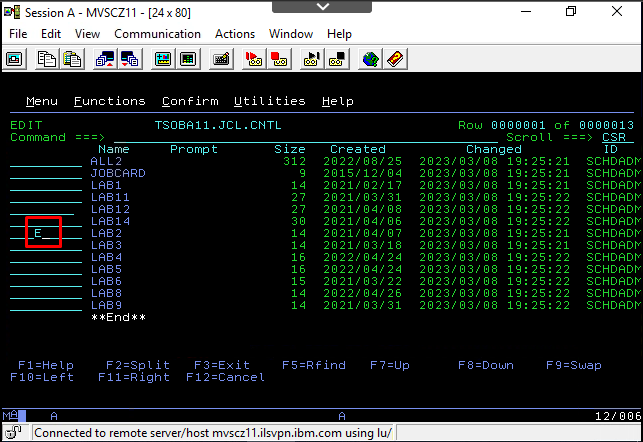 Session A - MVSCZ11 - [24 x 80]
File Edit View Communication Actions Window Help
Menu Functions Confirm Utilities Help
EDIT TSOBA11.JCL.CNTL Row 0000001 of 0000013
Command ===> Scroll ===> CSR
Name Prompt Size Created Changed ID
ALL2 312 2022/08/25 2023/03/08 19:25:21 SCHDADM
JOBCARD 9 2015/12/04 2023/03/08 19:25:21 SCHDADM
LAB1 14 2021/02/17 2023/03/08 19:25:21 SCHDADM
LAB11 27 2021/03/31 2023/03/08 19:25:22 SCHDADM
LAB12 27 2021/04/08 2023/03/08 19:25:22 SCHDADM
LAB14 30 2021/04/06 2023/03/08 19:25:22 SCHDADM
E LAB2 14 2021/04/07 2023/03/08 19:25:21 SCHDADM
LAB3 14 2021/03/18 2023/03/08 19:25:21 SCHDADM
LAB4 16 2022/04/24 2023/03/08 19:25:22 SCHDADM
LAB5 16 2022/04/24 2023/03/08 19:25:21 SCHDADM
LAB6 15 2021/03/22 2023/03/08 19:25:22 SCHDADM
LAB8 14 2022/04/26 2023/03/08 19:25:21 SCHDADM
LAB9 14 2021/03/31 2023/03/08 19:25:22 SCHDADM
**End**
F1=Help F2=Split F3=Exit F5=Rfind F7=Up F8=Down F9=Swap
F10=Left F11=Right F12=Cancel
MA A A 12/006
Connected to remote server/host mvscz11.ilsvpn.ibm.com using lu/